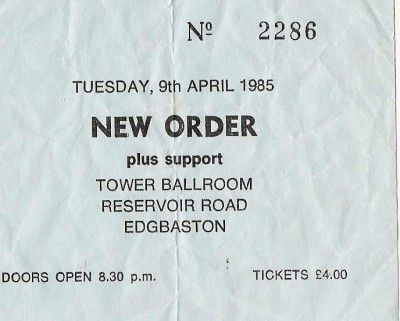 Nº 2286
TUESDAY, 9th APRIL 1985
NEW ORDER
plus support
TOWER BALLROOM
RESERVOIR ROAD
EDGBASTON
DOORS OPEN 8.30 p.m. TICKETS £4.00